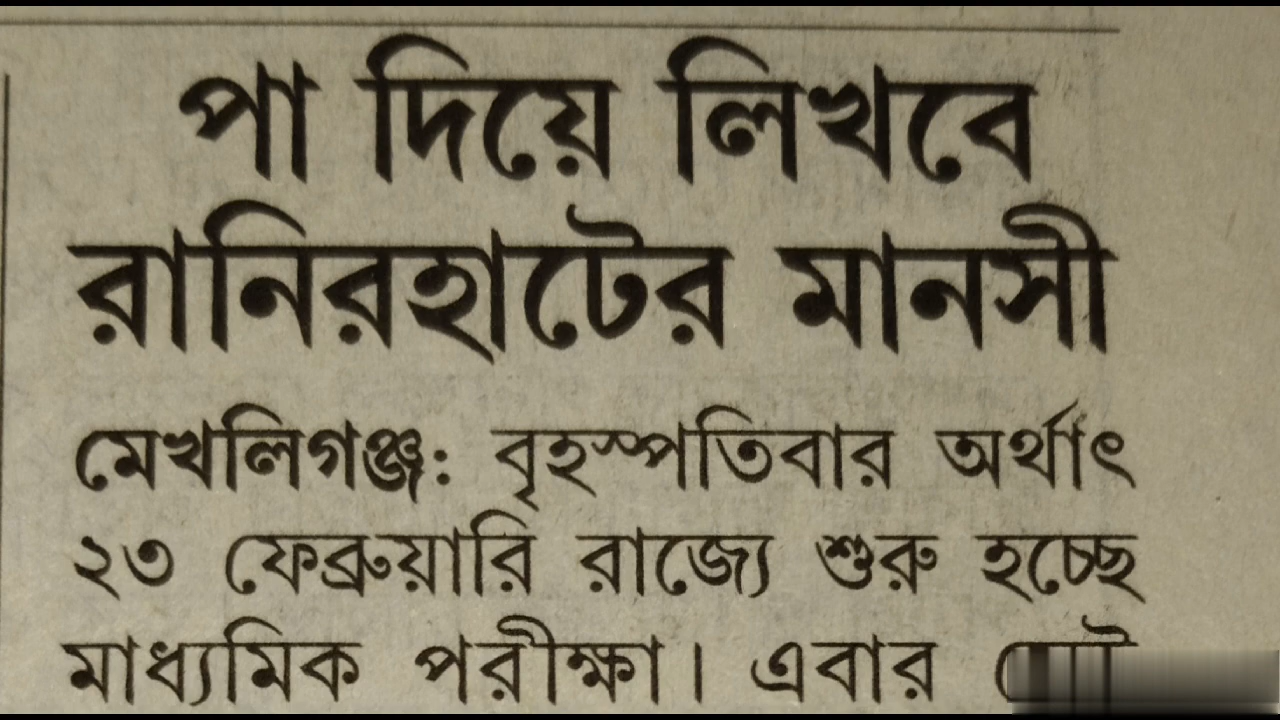 পা দিয়ে লিখবে
রানিরহাটের মানসী
মেখলিগঞ্জ: বৃহস্পতিবার অর্থাৎ
২৩ ফেব্রুয়ারি রাজ্যে শুরু হচ্ছে
মাধ্যমিক পরীক্ষা। এবার